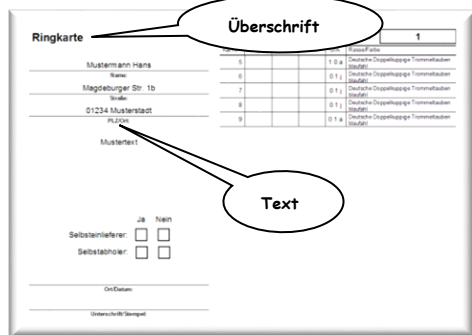 Überschrift
Ringkarte
1
Mustermann Hans
Name:
Magdeburger Str. 1b
Straße:
01234 Musterstadt
PLZ/Ort:
Mustertext
Rasse/Farbe
5 1.0 a Deutsche Doppelkuppige Trommeltauben
blaufahl
6 0.1 j Deutsche Doppelkuppige Trommeltauben
blaufahl
7 0.1 j Deutsche Doppelkuppige Trommeltauben
blaufahl
8 0.1 j Deutsche Doppelkuppige Trommeltauben
blaufahl
9 0.1 a Deutsche Doppelkuppige Trommeltauben
blaufahl
Text
Ja Nein
Selbsteinlieferer:
Selbstabholer:
Ort/Datum:
Unterschrift/Stempel